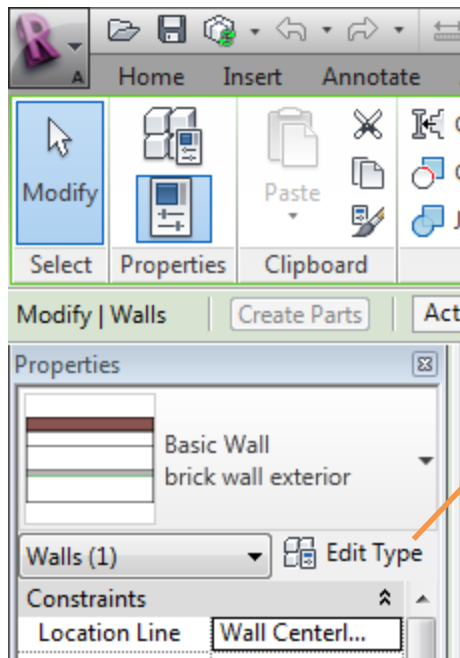 A
Home Insert Annotate
Modify
Paste
Select Properties Clipboard
Modify | Walls Create Parts Act
Properties
Basic Wall
brick wall exterior
Walls (1) Edit Type
Constraints
Location Line Wall Centerl...